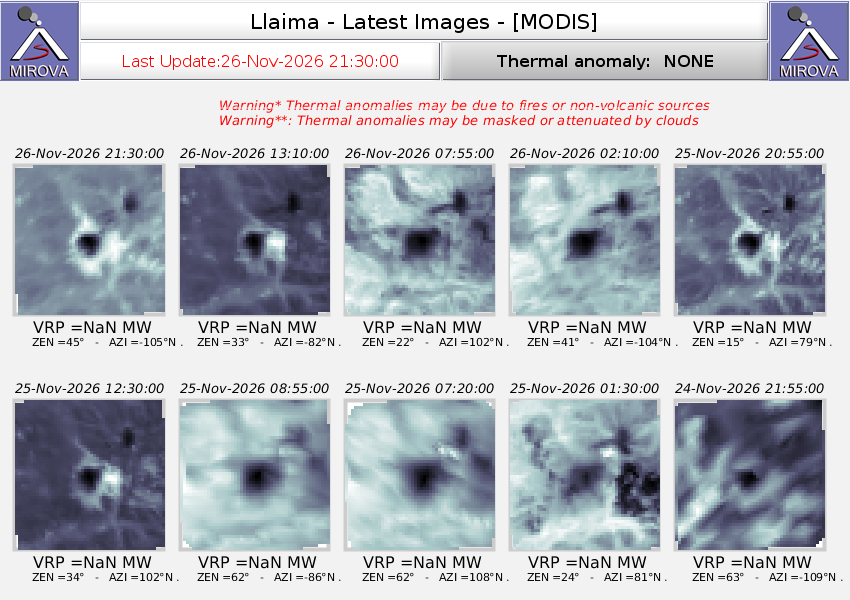 Llaima - Latest Images - [MODIS]
MIROVA
Last Update:26-Nov-2026 21:30:00
Thermal anomaly: NONE
MIROVA
Warning* Thermal anomalies may be due to fires or non-volcanic sources
Warning**: Thermal anomalies may be masked or attenuated by clouds
26-Nov-2026 21:30:00 26-Nov-2026 13:10:00 26-Nov-2026 07:55:00 26-Nov-2026 02:10:00 25-Nov-2026 20:55:00
VRP =NaN MW VRP =NaN MW VRP =NaN MW VRP =NaN MW VRP =NaN MW
ZEN =45° - AZI =-105°N . ZEN =33° - AZI =-82°N . ZEN =22° - AZI =102°N . ZEN =41° - AZI =-104°N . ZEN =15° - AZI =79°N .
25-Nov-2026 12:30:00 25-Nov-2026 08:55:00 25-Nov-2026 07:20:00 25-Nov-2026 01:30:00 24-Nov-2026 21:55:00
VRP =NaN MW VRP =NaN MW VRP =NaN MW VRP =NaN MW VRP =NaN MW
ZEN =34° - AZI =102°N . ZEN =62° - AZI =-86°N . ZEN =62° - AZI =108°N . ZEN =24° - AZI =81°N . ZEN =63° - AZI =-109°N .